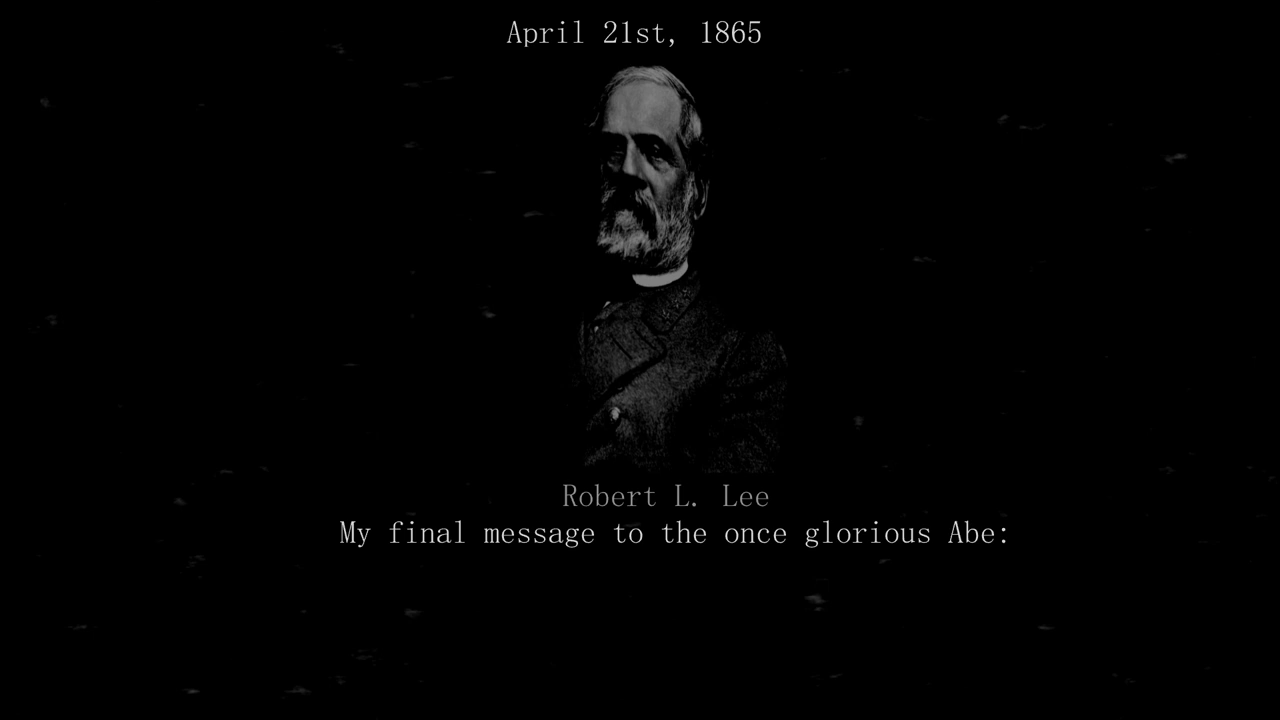 April 21st, 1865
Robert L. Lee
My final message to the once glorious Abe: